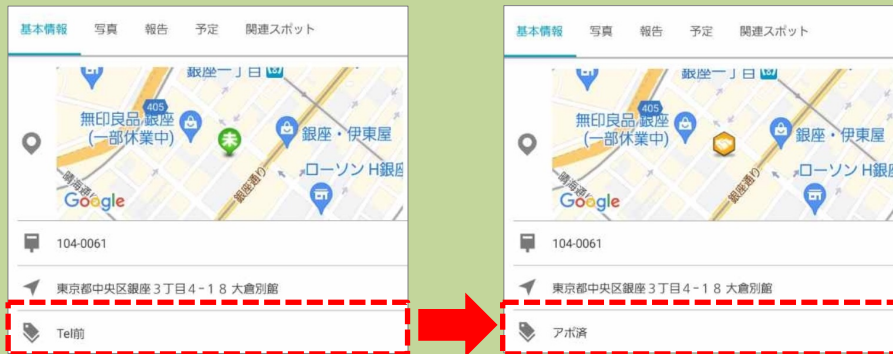 基本情報 写真 報告 予定 関連スポット
銀座一丁目
405
無印良品 銀座
(一部休業中)
未
銀座・伊東屋
晴海通り
銀座通り
ローソン H銀座
Google
104-0061
東京都中央区銀座3丁目4-18 大倉別館
Tel前
基本情報 写真 報告 予定 関連スポット
銀座一丁目
405
無印良品 銀座
(一部休業中)
銀座・伊東屋
晴海通り
銀座通り
ローソン H銀座
Google
104-0061
東京都中央区銀座3丁目4-18 大倉別館
アポ済